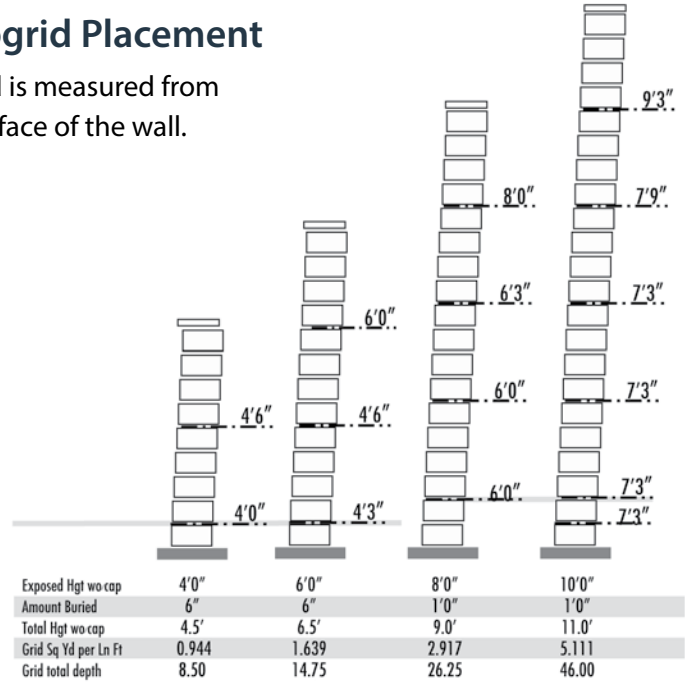 grid Placement
is measured from
face of the wall.
9'3"
8'0"
7'9"
6'0"
6'3"
7'3"
4'6"
4'6"
6'0"
7'3"
4'0"
4'3"
6'0"
7'3"
7'3"
Exposed Hgt wo cap 4'0" 6'0" 8'0" 10'0"
Amount Buried 6" 6" 1'0" 1'0"
Total Hgt wo cap 4.5' 6.5' 9.0' 11.0'
Grid Sq Yd per Ln Ft 0.944 1.639 2.917 5.111
Grid total depth 8.50 14.75 26.25 46.00